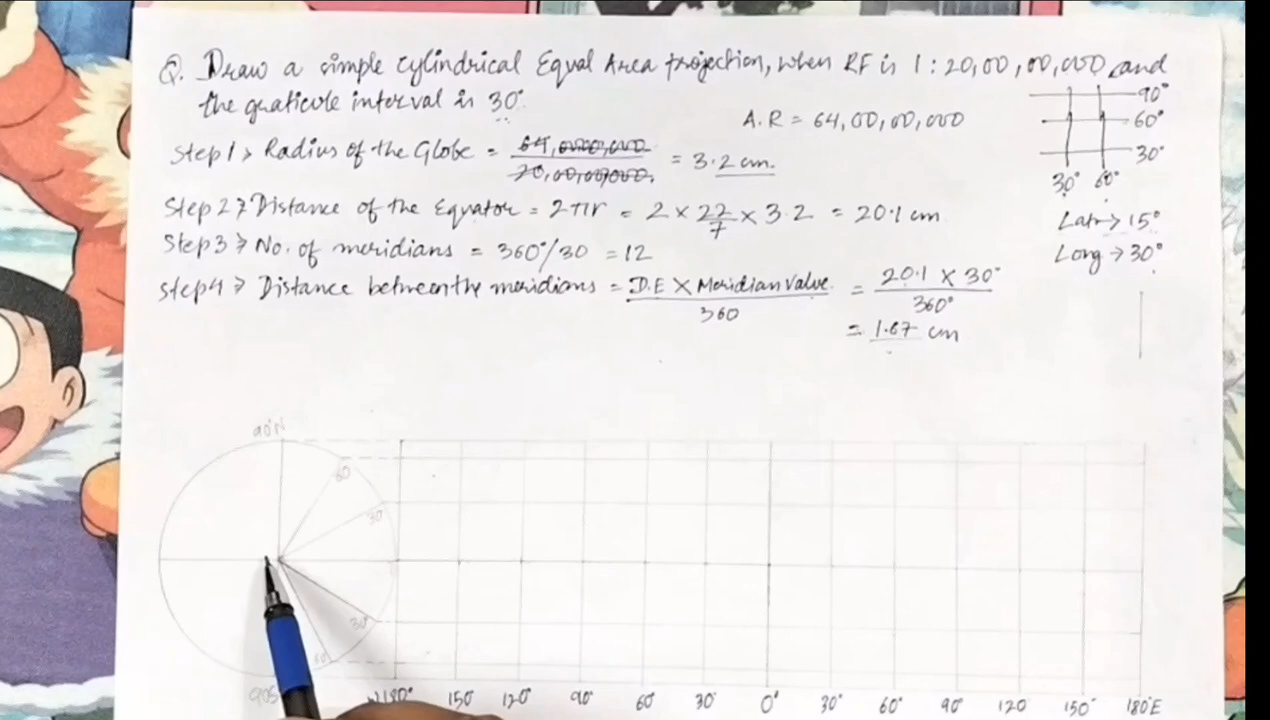 Q. Draw a simple cylindrical Equal Area projection, when RF is 1:20,00,00,000 and
the graticule interval is 30°.
A.R = 64,00,00,000
Step 1 > Radius of the Globe = 64,0000,000 / 20,00,00,000. = 3.2 cm.
Step 2 > Distance of the Equator = 2πr = 2 × 22/7 × 3.2 = 20.1 cm
Step 3 > No. of meridians = 360°/30 = 12
Step 4 > Distance between the meridians = D.E × Meridian Value / 360 = 20.1 × 30° / 360°
= 1.67 cm
90°
60°
30°
30° 60°
Lat → 15°
Long → 30°
90°N
60
30
30
60
90S
180° 150° 120° 90° 60° 30° 0° 30° 60° 90° 120° 150° 180°E